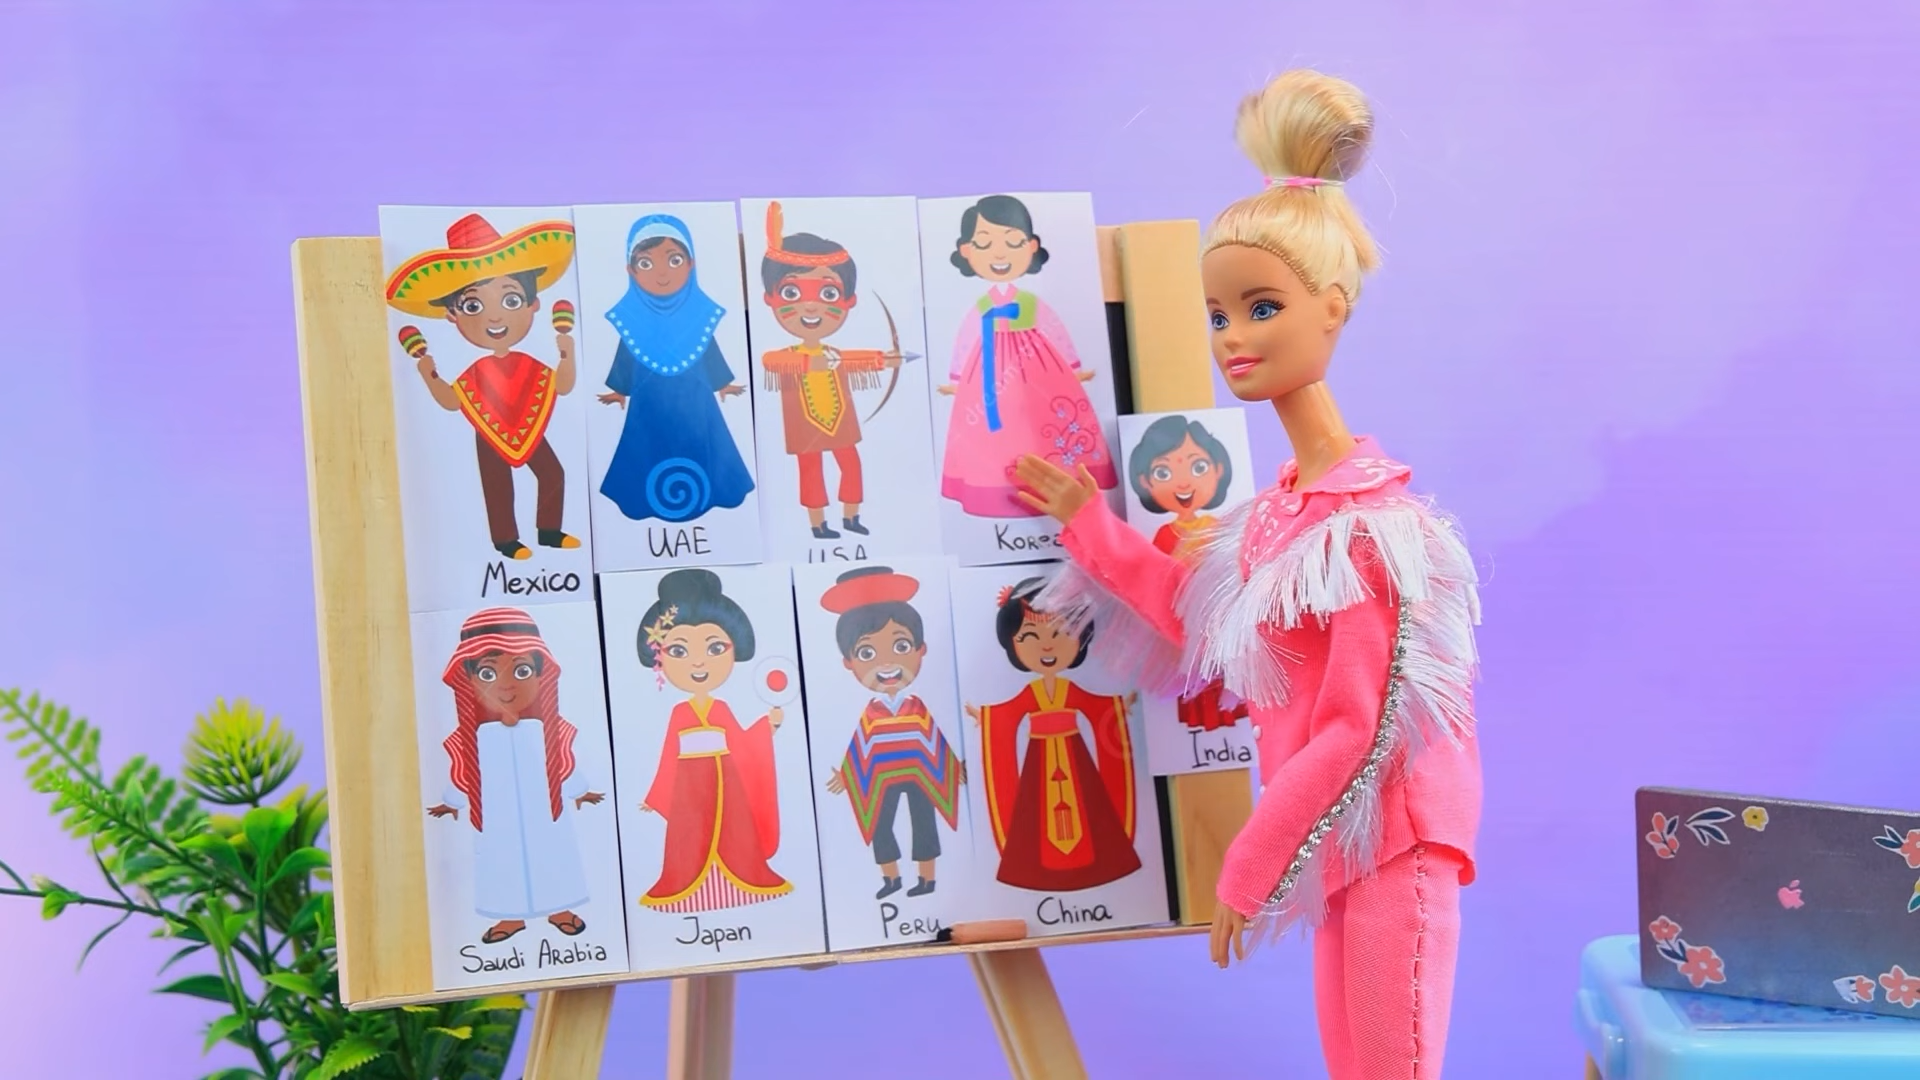 Mexico
UAE
USA
Korea
India
Saudi Arabia
Japan
Peru
China